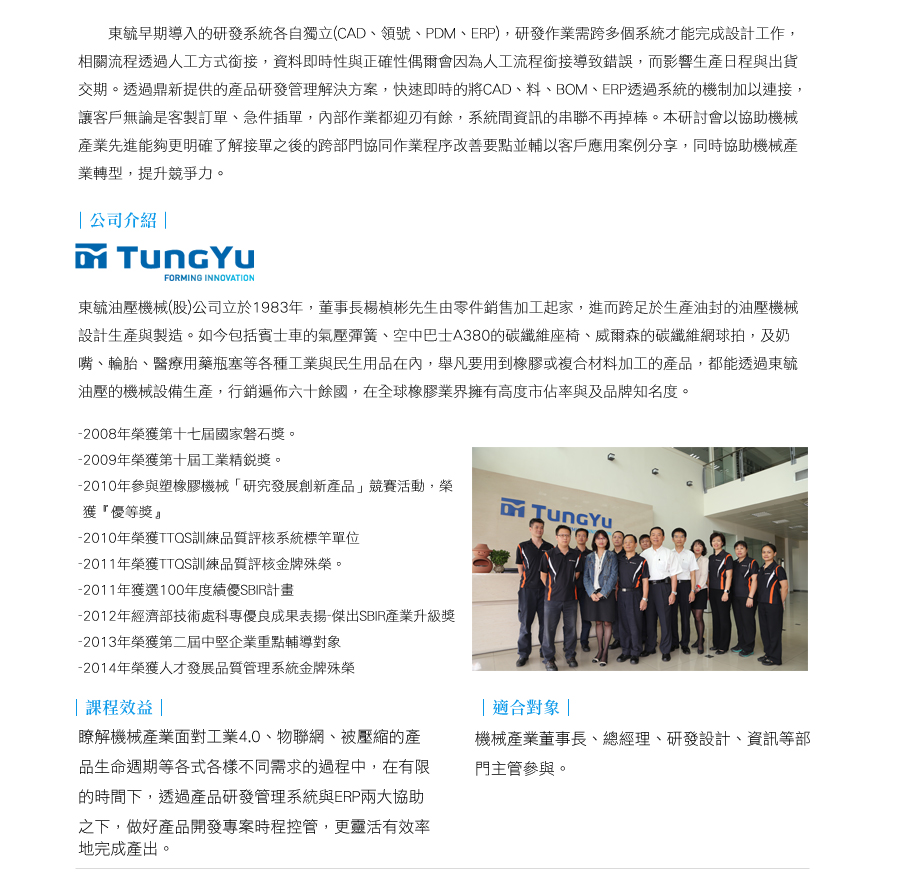 東毓早期導入的研發系統各自獨立(CAD、領號、PDM、ERP)，研發作業需跨多個系統才能完成設計工作，
相關流程透過人工方式銜接，資料即時性與正確性偶爾會因為人工流程銜接導致錯誤，而影響生產日程與出貨
交期。透過鼎新提供的產品研發管理解決方案，快速即時的將CAD、料、BOM、ERP透過系統的機制加以連接，
讓客戶無論是客製訂單、急件插單，內部作業都迎刃有餘，系統間資訊的串聯不再掉棒。本研討會以協助機械
產業先進能夠更明確了解接單之後的跨部門協同作業程序改善要點並輔以客戶應用案例分享，同時協助機械產
業轉型，提升競爭力。
｜公司介紹｜
TUNGYU
FORMING INNOVATION
東毓油壓機械(股)公司立於1983年，董事長楊楨彬先生由零件銷售加工起家，進而跨足於生產油封的油壓機械
設計生產與製造。如今包括賓士車的氣壓彈簧、空中巴士A380的碳纖維座椅、威爾森的碳纖維網球拍，及奶
嘴、輪胎、醫療用藥瓶塞等各種工業與民生用品在內，舉凡要用到橡膠或複合材料加工的產品，都能透過東毓
油壓的機械設備生產，行銷遍佈六十餘國，在全球橡膠業界擁有高度市佔率與及品牌知名度。
-2008年榮獲第十七屆國家磐石獎。
-2009年榮獲第十屆工業精銳獎。
-2010年參與塑橡膠機械「研究發展創新產品」競賽活動，榮
獲『優等獎』
-2010年榮獲TTQS訓練品質評核系統標竿單位
-2011年榮獲TTQS訓練品質評核金牌殊榮。
-2011年獲選100年度績優SBIR計畫
-2012年經濟部技術處科專優良成果表揚-傑出SBIR產業升級獎
-2013年榮獲第二屆中堅企業重點輔導對象
-2014年榮獲人才發展品質管理系統金牌殊榮
TUNGYU
｜課程效益｜
瞭解機械產業面對工業4.0、物聯網、被壓縮的產
品生命週期等各式各樣不同需求的過程中，在有限
的時間下，透過產品研發管理系統與ERP兩大協助
之下，做好產品開發專案時程控管，更靈活有效率
地完成產出。
｜適合對象｜
機械產業董事長、總經理、研發設計、資訊等部
門主管參與。